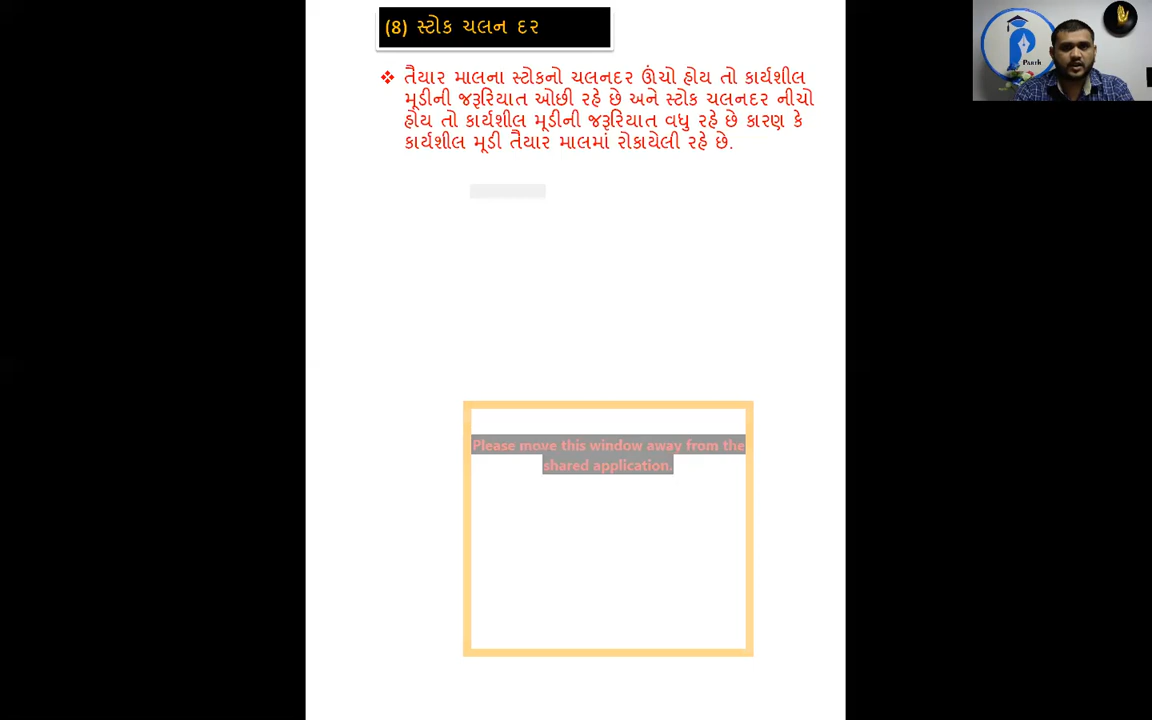 (8) સ્ટોક ચલન દર
❖ તૈયાર માલના સ્ટોકનો ચલનદર ઊંચો હોય તો કાર્યશીલ
મૂડીની જરૂરિયાત ઓછી રહે છે અને સ્ટોક ચલનદર નીચો
હોય તો કાર્યશીલ મૂડીની જરૂરિયાત વધુ રહે છે કારણ કે
કાર્યશીલ મૂડી તૈયાર માલમાં રોકાયેલી રહે છે.
Parth
Please move this window away from the
shared application.